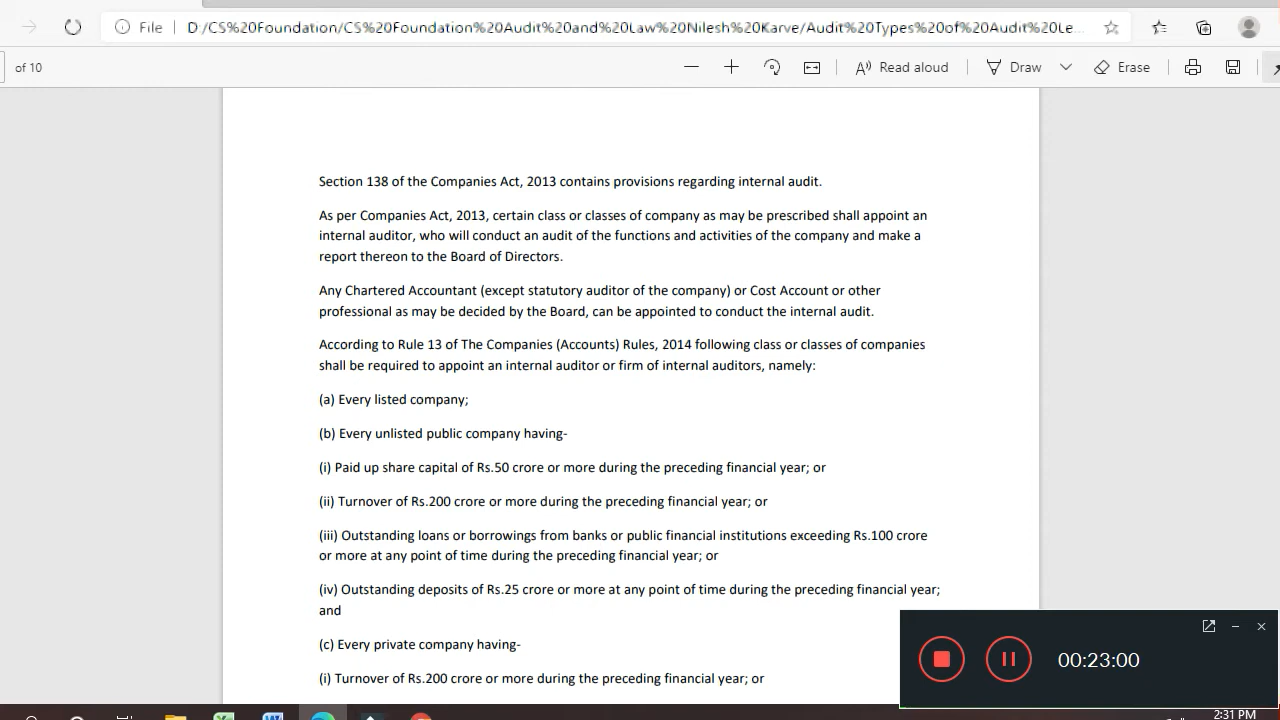 File
D:/CS%20Foundation/CS%20Foundation%20Audit%20and%20Law%20Nilesh%20Karve/Audit%20Types%20of%20Audit%20Le...
of 10
Read aloud
Draw
Erase
Section 138 of the Companies Act, 2013 contains provisions regarding internal audit.
As per Companies Act, 2013, certain class or classes of company as may be prescribed shall appoint an
internal auditor, who will conduct an audit of the functions and activities of the company and make a
report thereon to the Board of Directors.
Any Chartered Accountant (except statutory auditor of the company) or Cost Account or other
professional as may be decided by the Board, can be appointed to conduct the internal audit.
According to Rule 13 of The Companies (Accounts) Rules, 2014 following class or classes of companies
shall be required to appoint an internal auditor or firm of internal auditors, namely:
(a) Every listed company;
(b) Every unlisted public company having-
(i) Paid up share capital of Rs.50 crore or more during the preceding financial year; or
(ii) Turnover of Rs.200 crore or more during the preceding financial year; or
(iii) Outstanding loans or borrowings from banks or public financial institutions exceeding Rs.100 crore
or more at any point of time during the preceding financial year; or
(iv) Outstanding deposits of Rs.25 crore or more at any point of time during the preceding financial year;
and
(c) Every private company having-
(i) Turnover of Rs.200 crore or more during the preceding financial year; or
00:23:00
2:31 PM